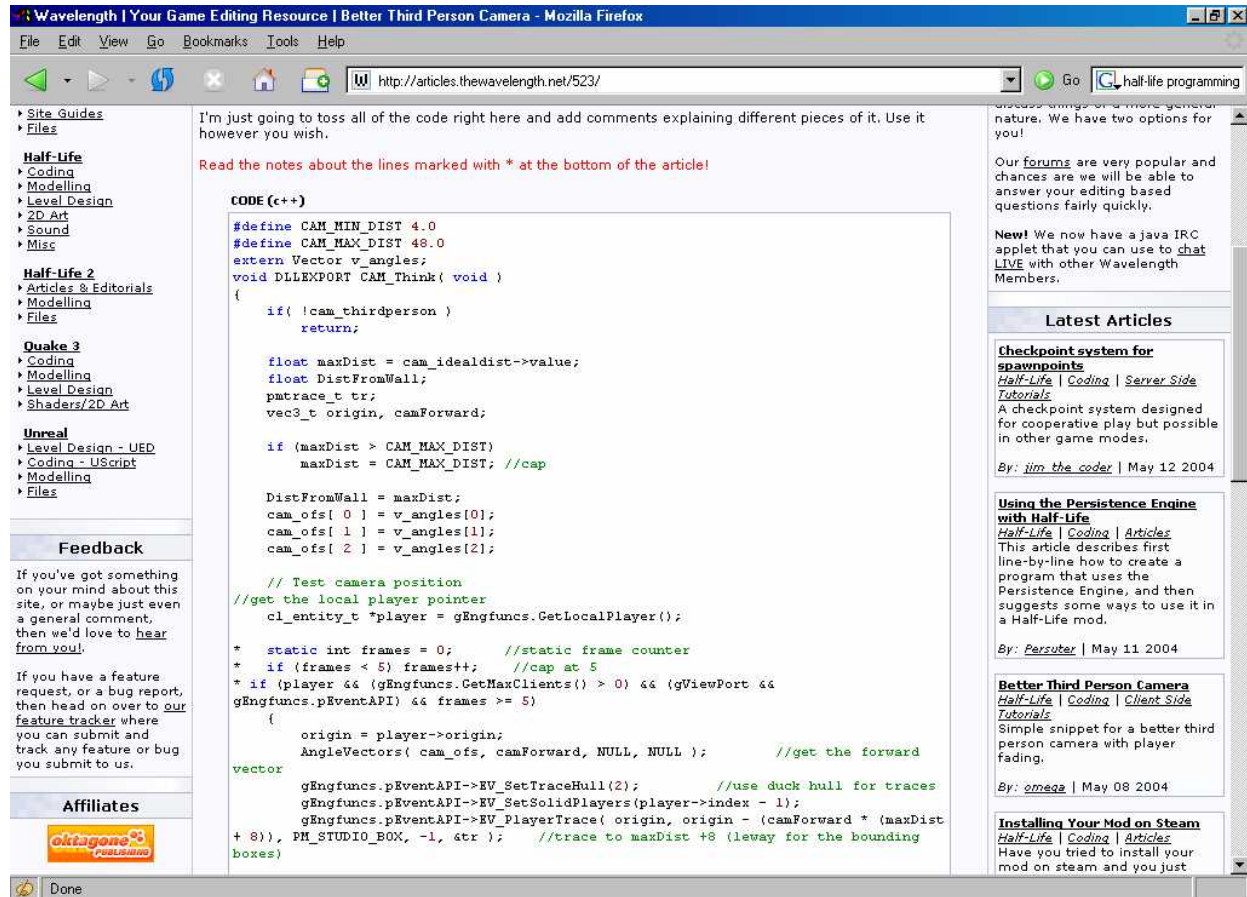 Wavelength | Your Game Editing Resource | Better Third Person Camera - Mozilla Firefox
File Edit View Go Bookmarks Tools Help
http://articles.thewavelength.net/523/
Go
half-life programming
Site Guides
Files
Half-Life
Coding
Modelling
Level Design
2D Art
Sound
Misc
Half-Life 2
Articles & Editorials
Modelling
Files
Quake 3
Coding
Modelling
Level Design
Shaders/2D Art
Unreal
Level Design - UED
Coding - UScript
Modelling
Files
Feedback
If you've got something
on your mind about this
site, or maybe just even
a general comment,
then we'd love to hear
from you!.
If you have a feature
request, or a bug report,
then head on over to our
feature tracker where
you can submit and
track any feature or bug
you submit to us.
Affiliates
oktagone
PUBLISHING
I'm just going to toss all of the code right here and add comments explaining different pieces of it. Use it
however you wish.
Read the notes about the lines marked with * at the bottom of the article!
CODE (c++)
#define CAM_MIN_DIST 4.0
#define CAM_MAX_DIST 48.0
extern Vector v_angles;
void DLLEXPORT CAM_Think( void )
{
if( !cam_thirdperson )
return;
float maxDist = cam_idealdist->value;
float DistFromWall;
pmtrace_t tr;
vec3_t origin, camForward;
if (maxDist > CAM_MAX_DIST)
maxDist = CAM_MAX_DIST; //cap
DistFromWall = maxDist;
cam_ofs[ 0 ] = v_angles[0];
cam_ofs[ 1 ] = v_angles[1];
cam_ofs[ 2 ] = v_angles[2];
// Test camera position
//get the local player pointer
cl_entity_t *player = gEngfuncs.GetLocalPlayer();
* static int frames = 0; //static frame counter
* if (frames < 5) frames++; //cap at 5
* if (player && (gEngfuncs.GetMaxClients() > 0) && (gViewPort &&
gEngfuncs.pEventAPI) && frames >= 5)
{
origin = player->origin;
AngleVectors( cam_ofs, camForward, NULL, NULL ); //get the forward
vector
gEngfuncs.pEventAPI->EV_SetTraceHull(2); //use duck hull for traces
gEngfuncs.pEventAPI->EV_SetSolidPlayers(player->index - 1);
gEngfuncs.pEventAPI->EV_PlayerTrace( origin, origin - (camForward * (maxDist
+ 8)), PM_STUDIO_BOX, -1, &tr ); //trace to maxDist +8 (leway for the bounding
boxes)
discuss things of a more general
nature. We have two options for
you!
Our forums are very popular and
chances are we will be able to
answer your editing based
questions fairly quickly.
New! We now have a java IRC
applet that you can use to chat
LIVE with other Wavelength
Members.
Latest Articles
Checkpoint system for
spawnpoints
Half-Life | Coding | Server Side
Tutorials
A checkpoint system designed
for cooperative play but possible
in other game modes.
By: jim_the_coder | May 12 2004
Using the Persistence Engine
with Half-Life
Half-Life | Coding | Articles
This article describes first
line-by-line how to create a
program that uses the
Persistence Engine, and then
suggests some ways to use it in
a Half-Life mod.
By: Persuter | May 11 2004
Better Third Person Camera
Half-Life | Coding | Client Side
Tutorials
Simple snippet for a better third
person camera with player
fading.
By: omega | May 08 2004
Installing Your Mod on Steam
Half-Life | Coding | Articles
Have you tried to install your
mod on steam and you just
Done